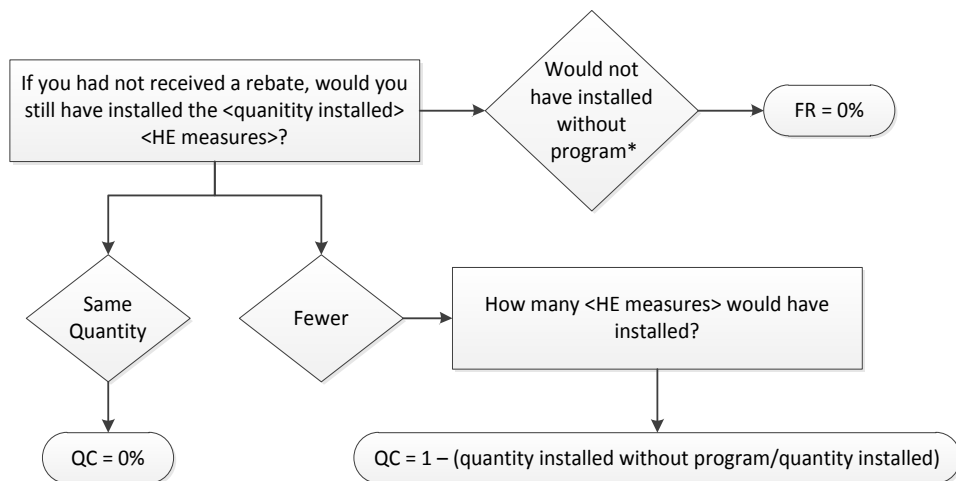 If you had not received a rebate, would you
still have installed the <quanitity installed>
<HE measures>?
Would not
have installed
without
program*
FR = 0%
Same
Quantity
Fewer
How many <HE measures> would have
installed?
QC = 0%
QC = 1 – (quantity installed without program/quantity installed)